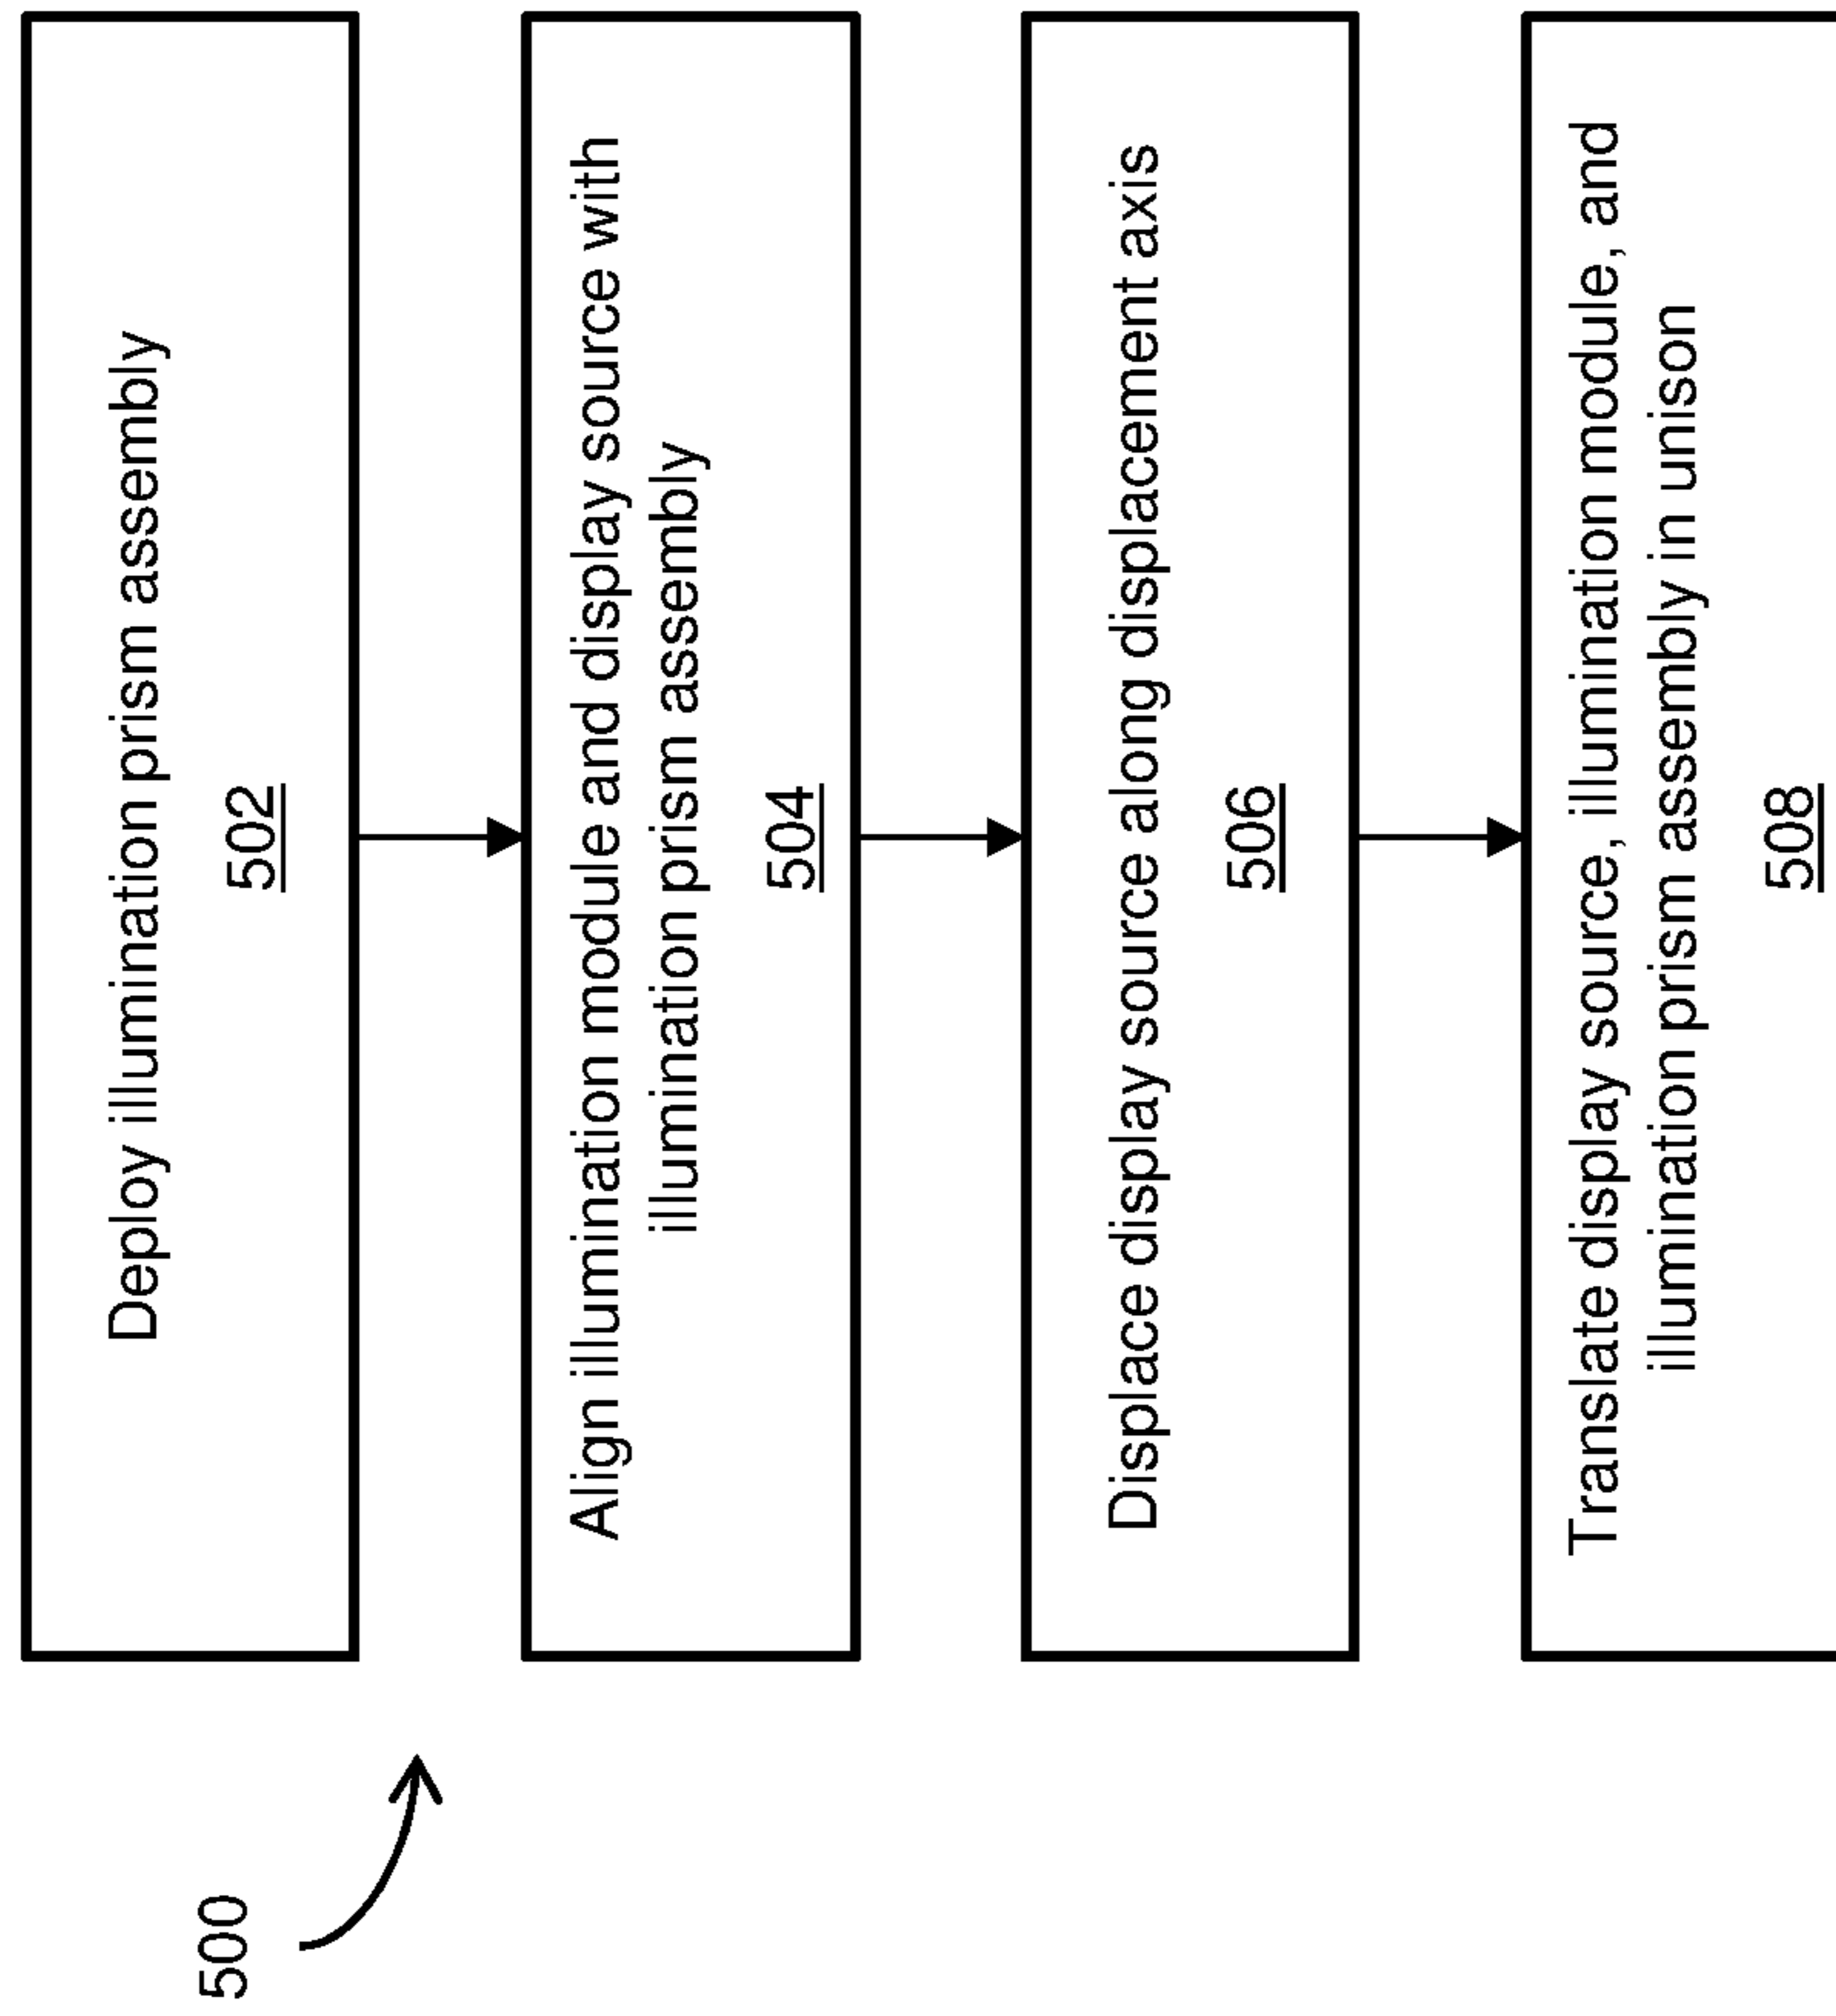 500
Deploy illumination prism assembly
502
Align illumination module and display source with
illumination prism assembly
504
Displace display source along displacement axis
506
Translate display source, illumination module, and
illumination prism assembly in unison
508